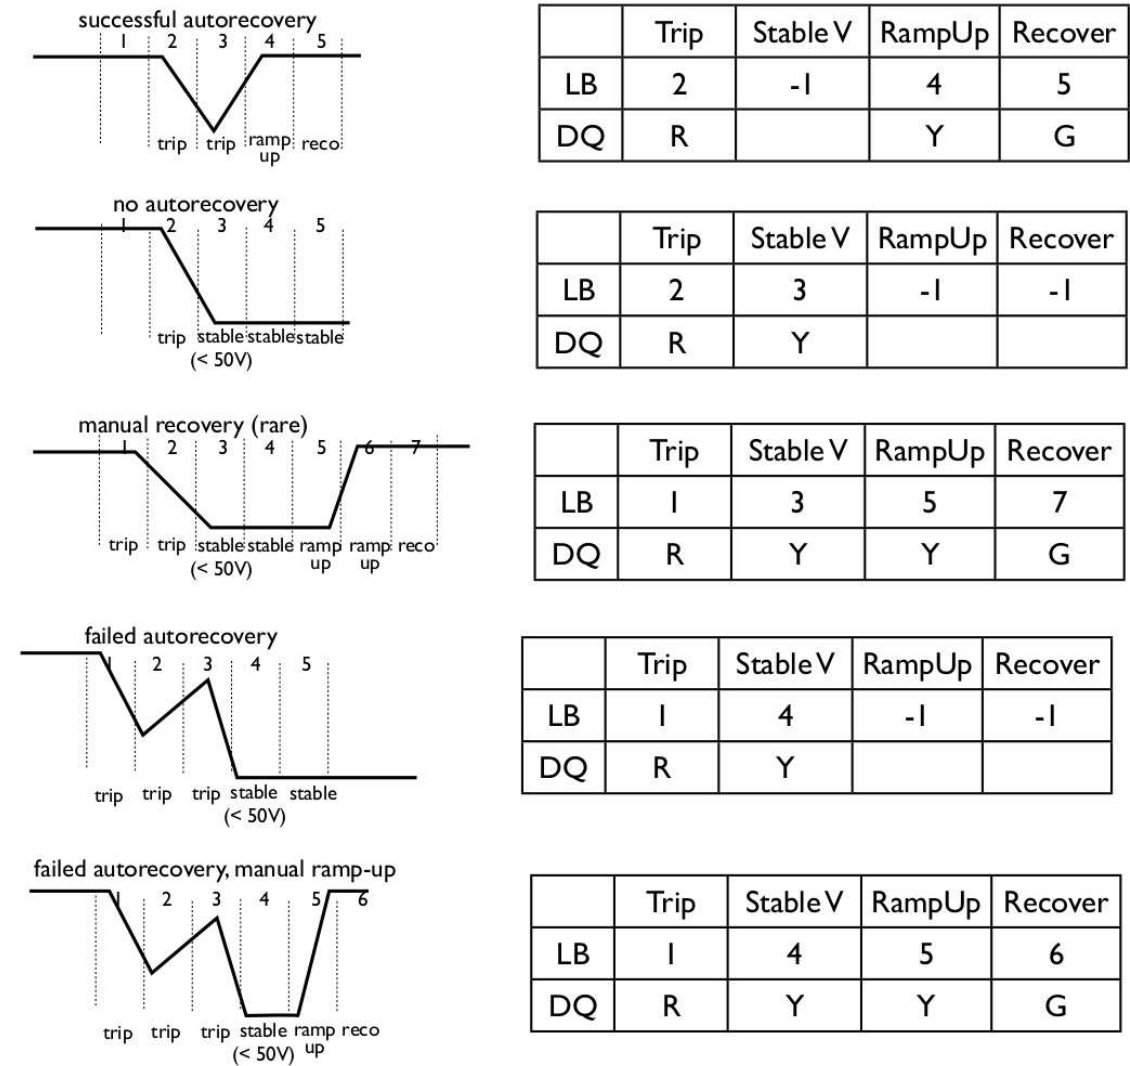 successful autorecovery
1 2 3 4 5
trip trip ramp up reco
Trip Stable V RampUp Recover
LB 2 -1 4 5
DQ R Y G
no autorecovery
1 2 3 4 5
trip stable stable stable
(< 50V)
Trip Stable V RampUp Recover
LB 2 3 -1 -1
DQ R Y
manual recovery (rare)
1 2 3 4 5 6 7
trip trip stable stable ramp ramp reco
(< 50V) up up
Trip Stable V RampUp Recover
LB 1 3 5 7
DQ R Y Y G
failed autorecovery
1 2 3 4 5
trip trip trip stable stable
(< 50V)
Trip Stable V RampUp Recover
LB 1 4 -1 -1
DQ R Y
failed autorecovery, manual ramp-up
1 2 3 4 5 6
trip trip trip stable ramp reco
(< 50V) up
Trip Stable V RampUp Recover
LB 1 4 5 6
DQ R Y Y G